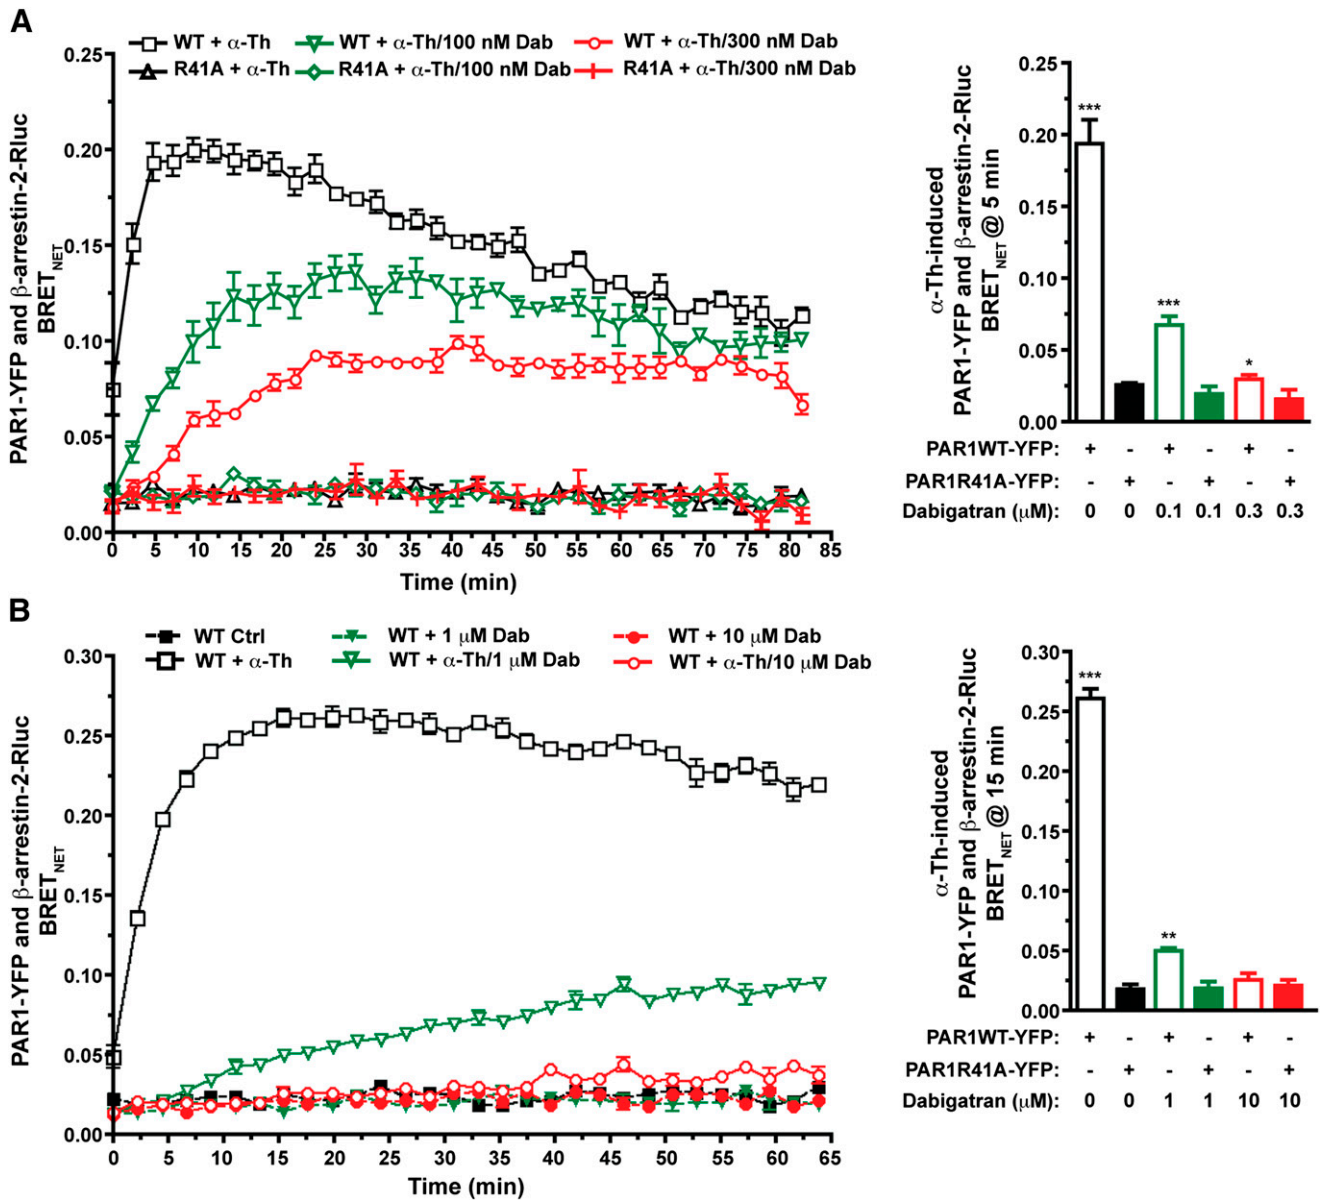 A
WT + α-Th
WT + α-Th/100 nM Dab
WT + α-Th/300 nM Dab
R41A + α-Th
R41A + α-Th/100 nM Dab
R41A + α-Th/300 nM Dab
PAR1-YFP and β-arrestin-2-Rluc
BRETNET
0.25
0.20
0.15
0.10
0.05
0.00
0 5 10 15 20 25 30 35 40 45 50 55 60 65 70 75 80 85
Time (min)
α-Th-induced
PAR1-YFP and β-arrestin-2-Rluc
BRETNET @ 5 min
0.25
0.20
0.15
0.10
0.05
0.00
***
***
*
PAR1WT-YFP: + - + - + -
PAR1R41A-YFP: - + - + - +
Dabigatran (μM): 0 0 0.1 0.1 0.3 0.3
B
WT Ctrl
WT + 1 μM Dab
WT + 10 μM Dab
WT + α-Th
WT + α-Th/1 μM Dab
WT + α-Th/10 μM Dab
PAR1-YFP and β-arrestin-2-Rluc
BRETNET
0.30
0.25
0.20
0.15
0.10
0.05
0.00
0 5 10 15 20 25 30 35 40 45 50 55 60 65
Time (min)
α-Th-induced
PAR1-YFP and β-arrestin-2-Rluc
BRETNET @ 15 min
0.30
0.25
0.20
0.15
0.10
0.05
0.00
***
**
PAR1WT-YFP: + - + - + -
PAR1R41A-YFP: - + - + - +
Dabigatran (μM): 0 0 1 1 10 10